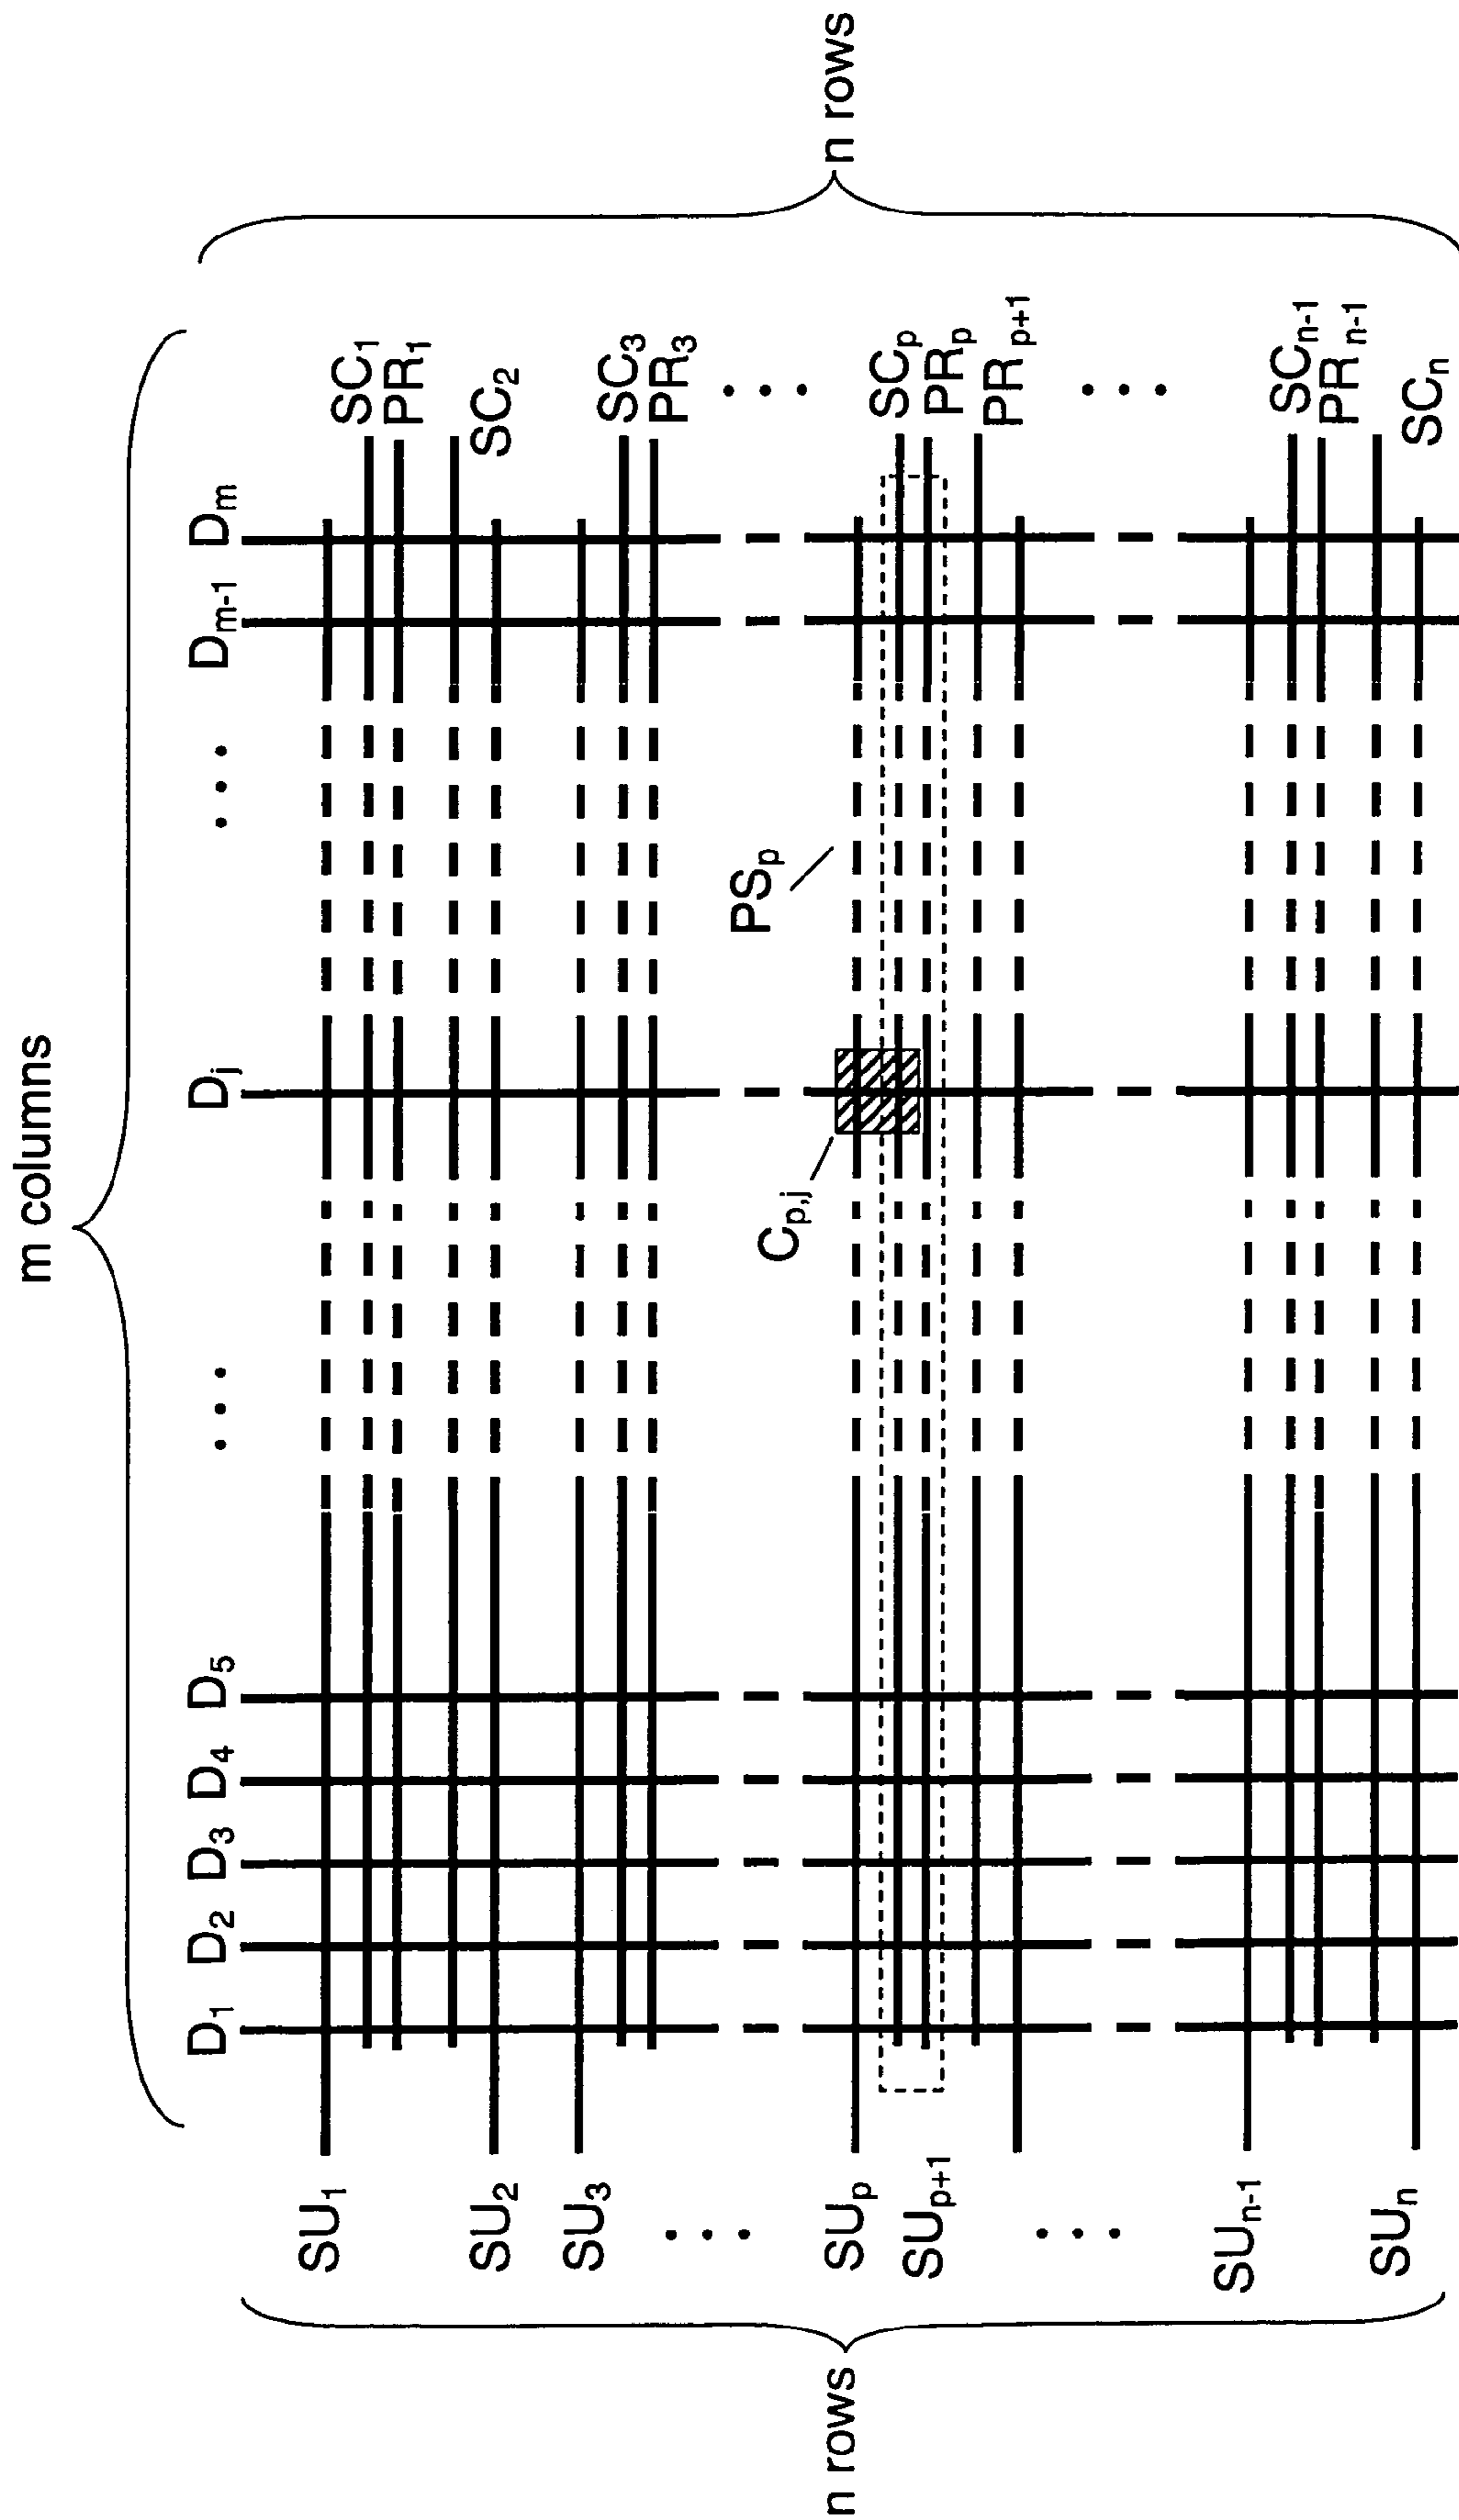 m columns
D₁ D₂ D₃ D₄ D₅ ... Dⱼ ... Dₘ₋₁ Dₘ
n rows
SU₁
SU₂
SU₃
...
SUₚ
SUₚ₊₁
...
SUₙ₋₁
SUₙ
Cₚ,ⱼ
PSₚ
SC₁
PR₁
SC₂
SC₃
PR₃
...
SCₚ
PRₚ
PRₚ₊₁
...
SCₙ₋₁
PRₙ₋₁
SCₙ
n rows